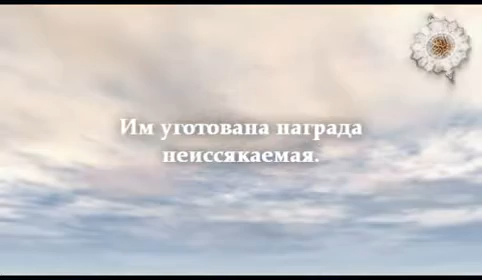 Им уготована награда
неиссякаемая.